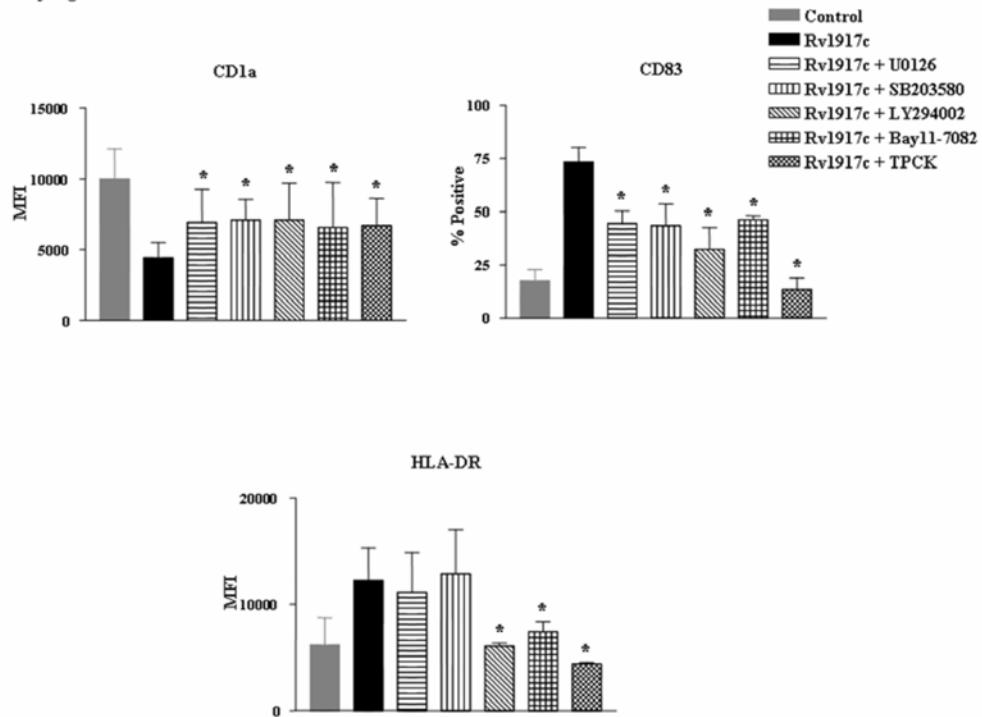 Control
Rv1917c
Rv1917c + U0126
Rv1917c + SB203580
Rv1917c + LY294002
Rv1917c + Bay11-7082
Rv1917c + TPCK
CD1a
15000
10000
5000
0
MFI
* * * * *
CD83
100
75
50
25
0
% Positive
* * * * *
HLA-DR
20000
10000
0
MFI
* * *